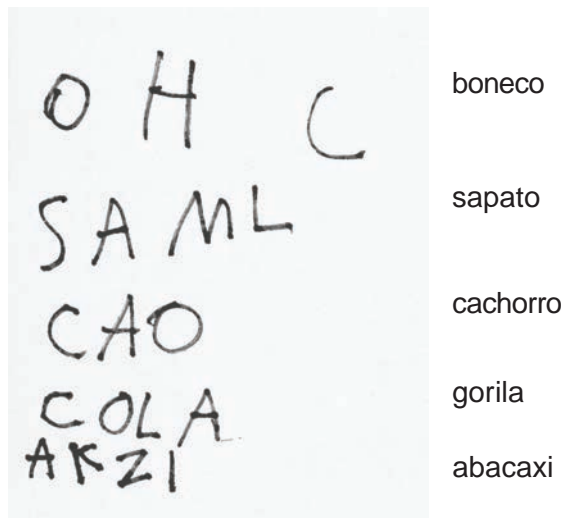 O H C boneco
SAML sapato
CAO cachorro
COLA gorila
AKZI abacaxi